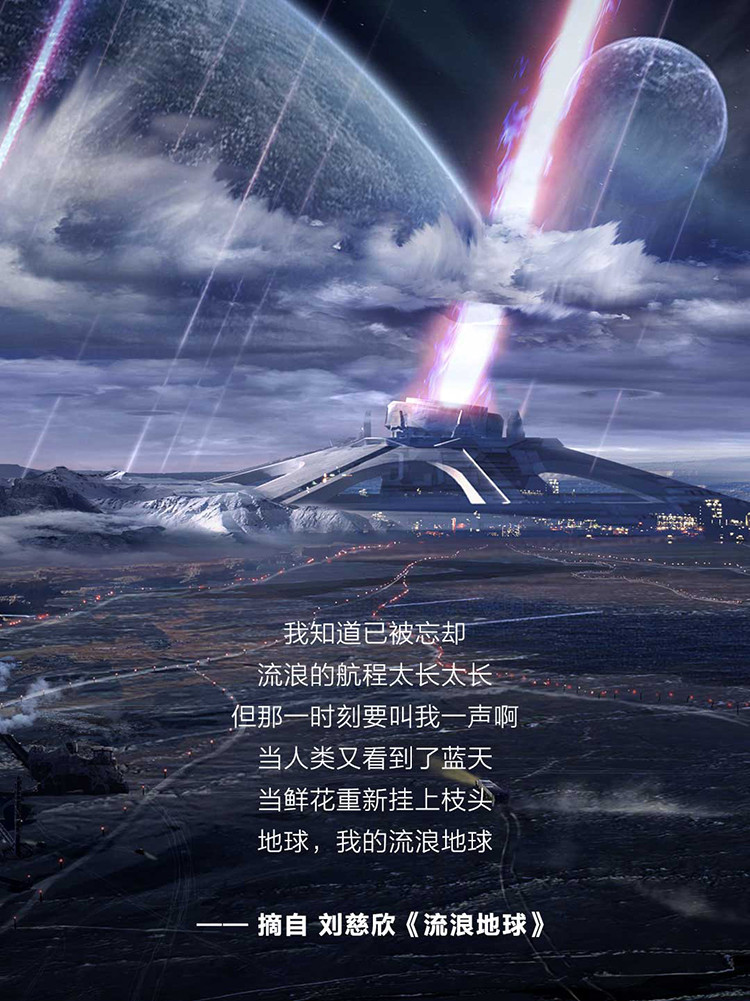 我知道已被忘却
流浪的航程太长太长
但那一时刻要叫我一声啊
当人类又看到了蓝天
当鲜花重新挂上枝头
地球，我的流浪地球
—— 摘自 刘慈欣《流浪地球》